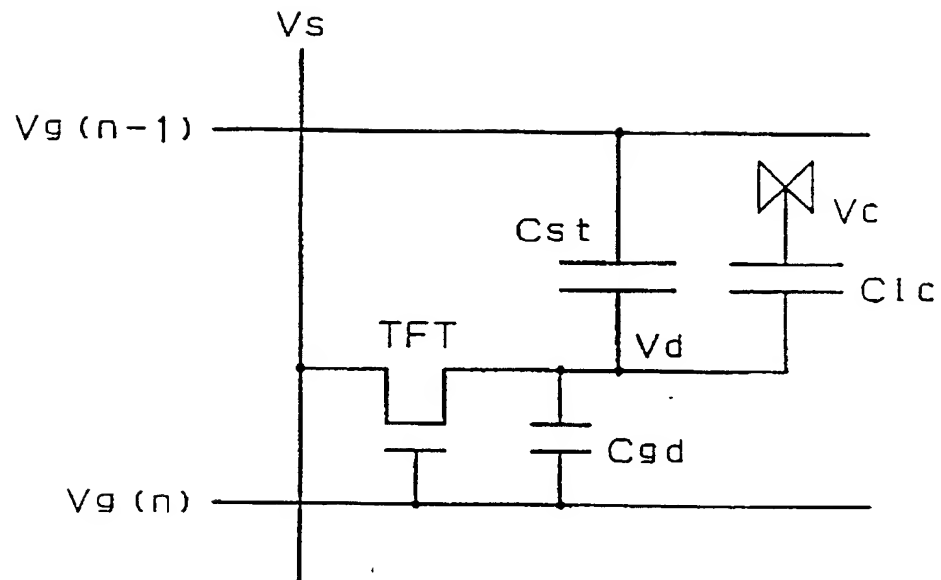 Vs
Vg(n-1)
Vc
Cst
Clc
TFT
Vd
Cgd
Vg(n)